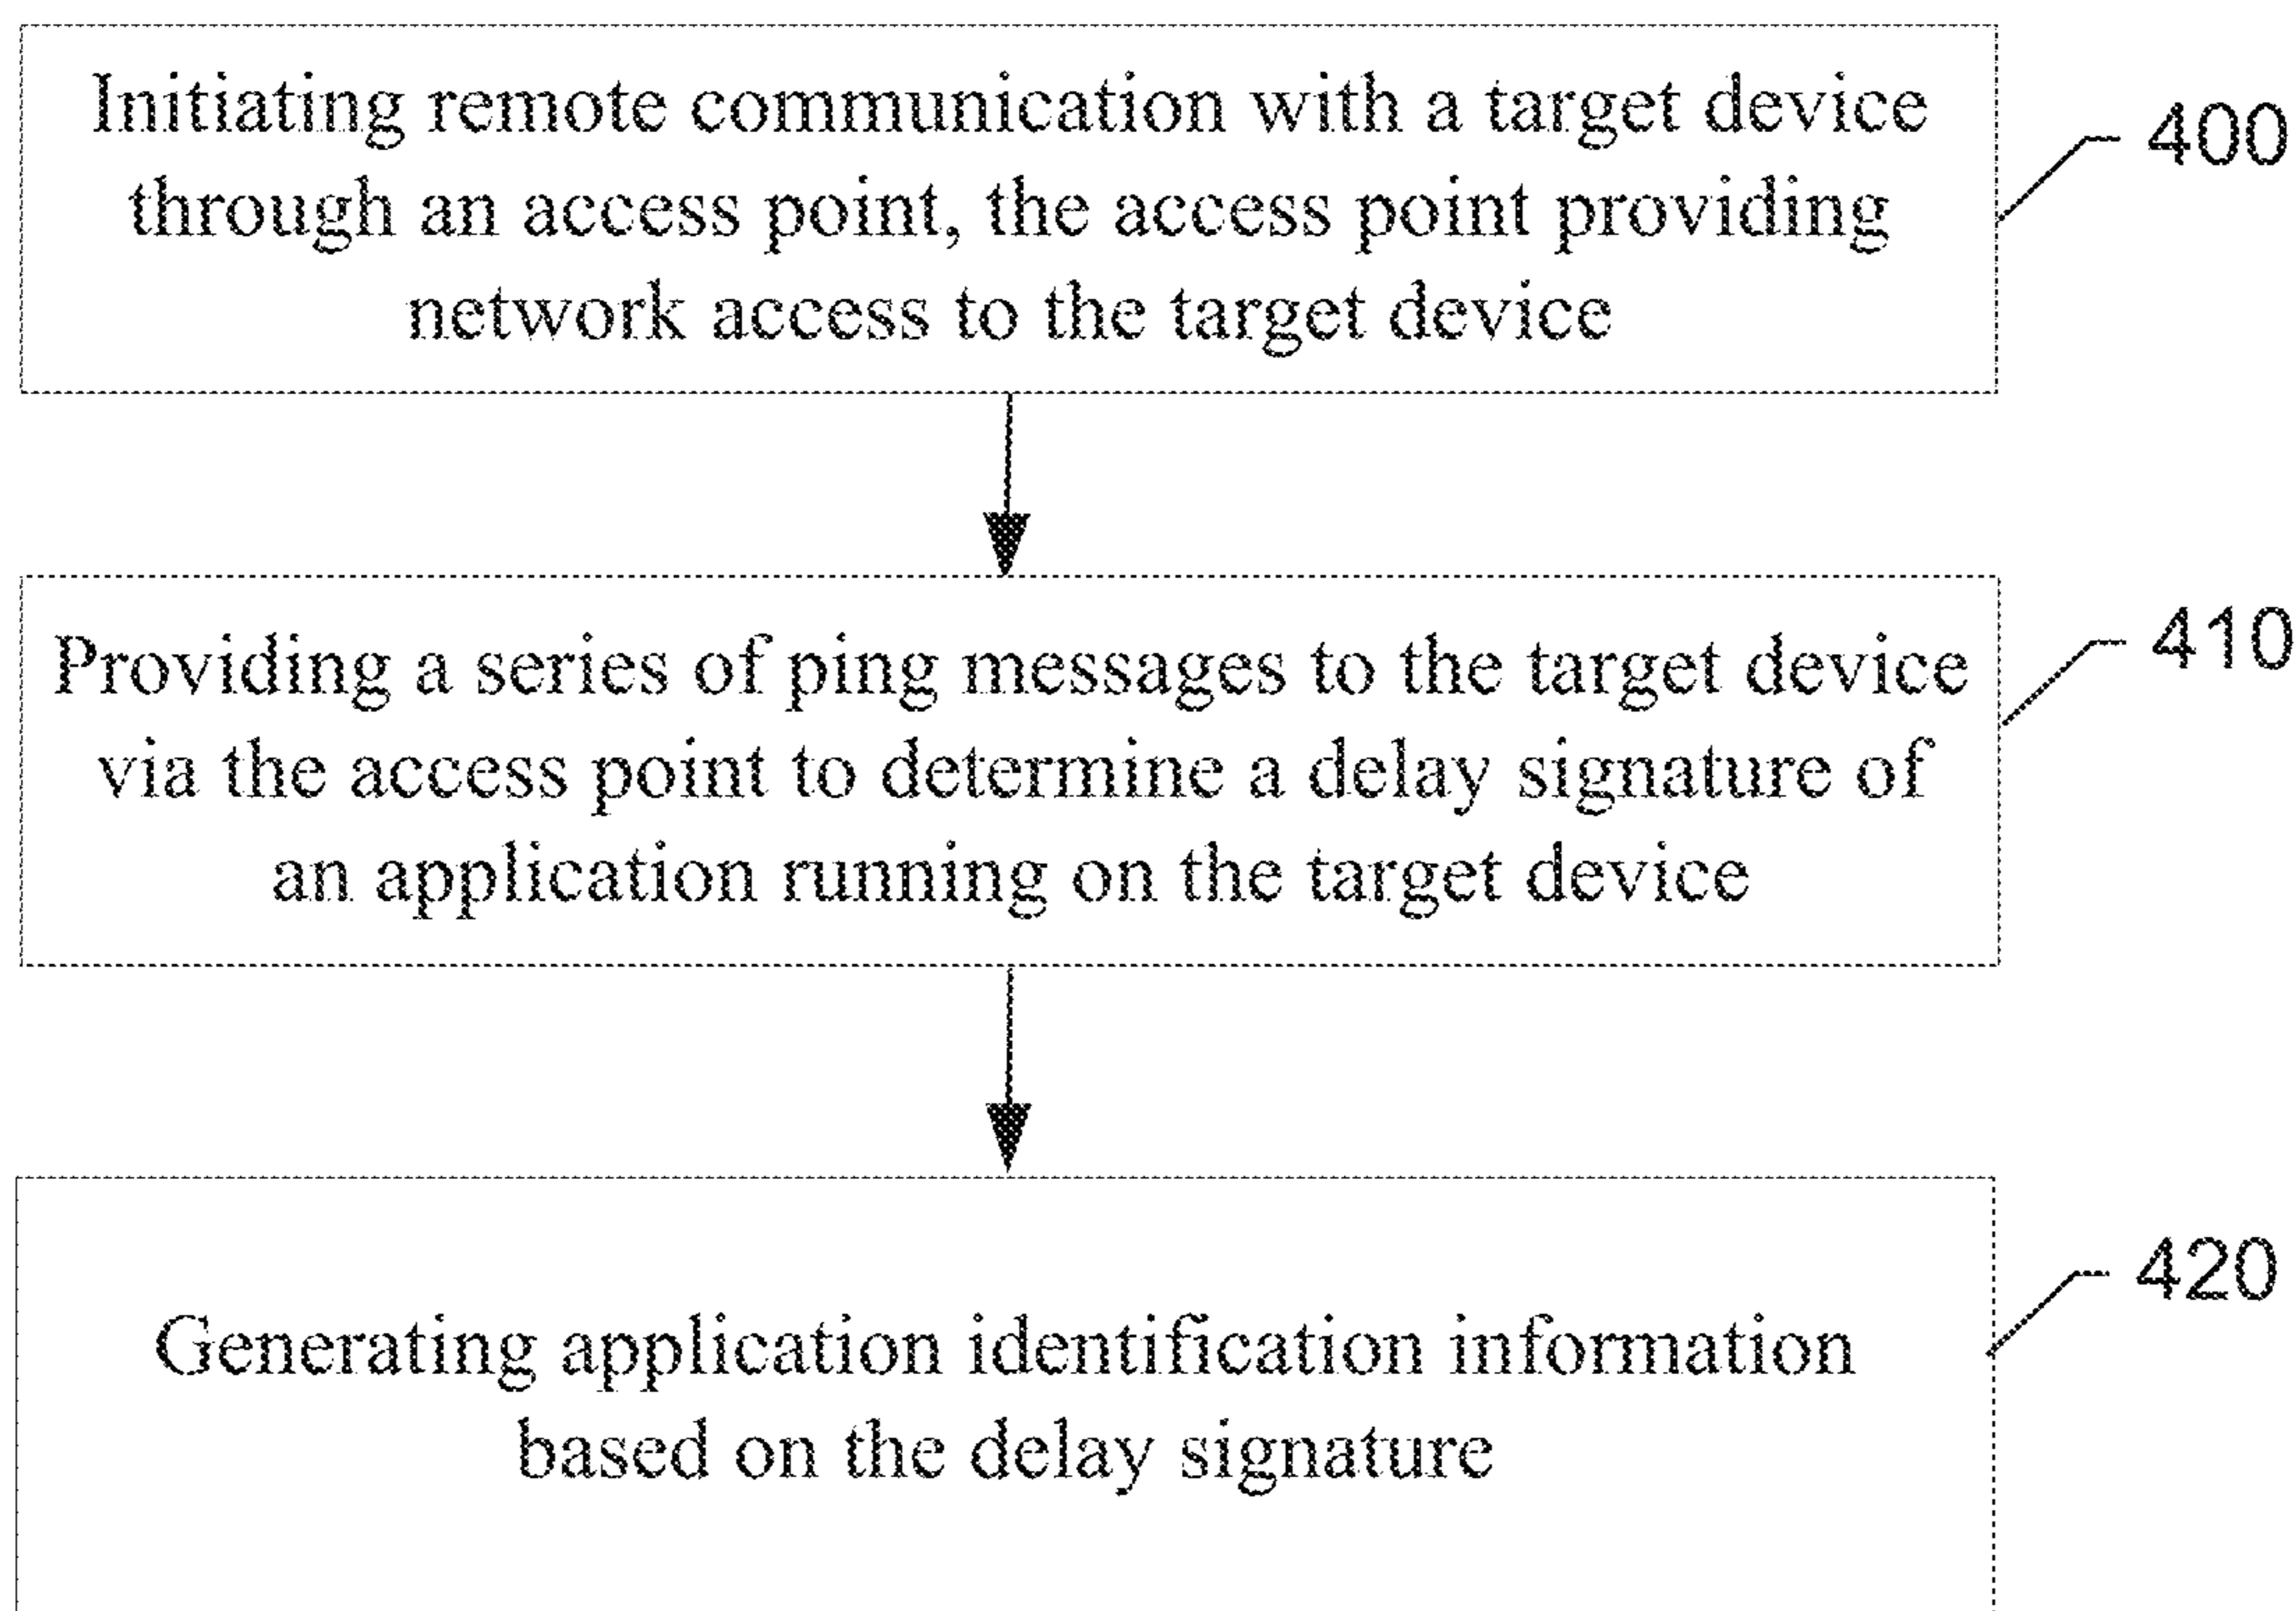 Initiating remote communication with a target device
through an access point, the access point providing
network access to the target device
400
Providing a series of ping messages to the target device
via the access point to determine a delay signature of
an application running on the target device
410
Generating application identification information
based on the delay signature
420